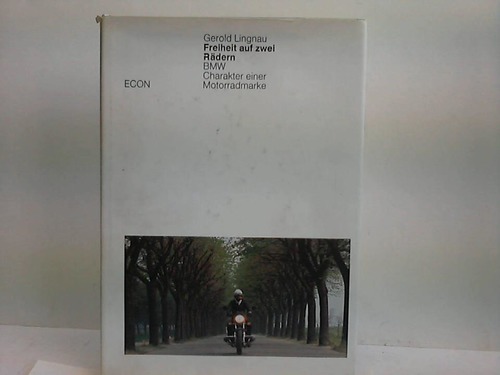 Gerold Lingnau
Freiheit auf zwei
Rädern
BMW
Charakter einer
ECON Motorradmarke